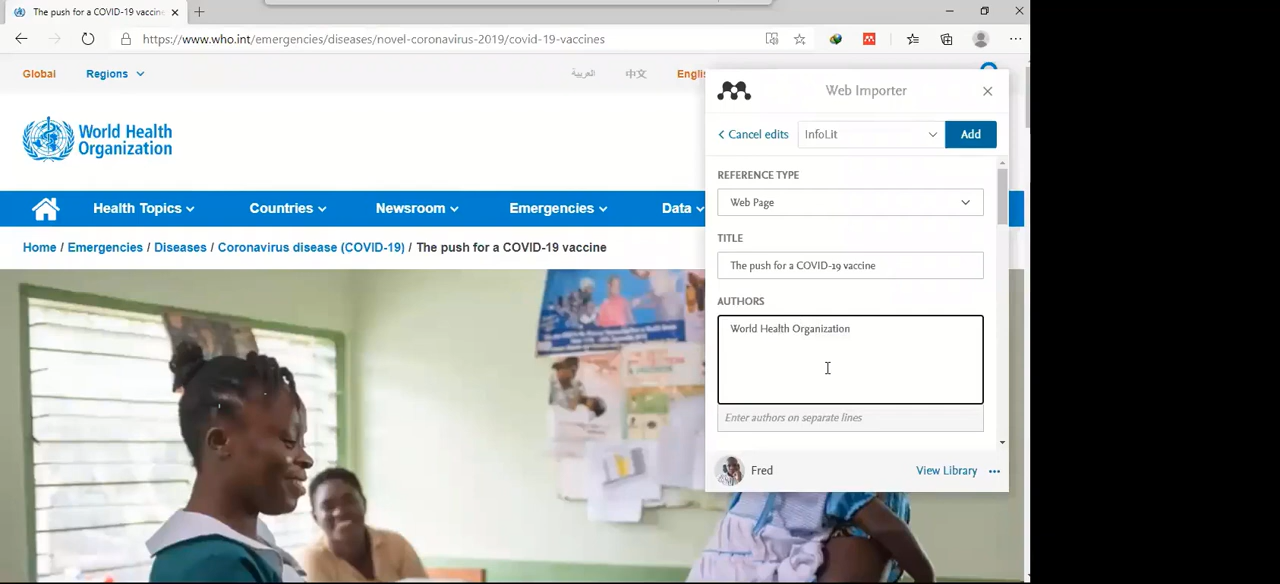 The push for a COVID-19 vaccine
https://www.who.int/emergencies/diseases/novel-coronavirus-2019/covid-19-vaccines
Global Regions العربية 中文 Englis
World Health
Organization
Health Topics Countries Newsroom Emergencies Data
Home / Emergencies / Diseases / Coronavirus disease (COVID-19) / The push for a COVID-19 vaccine
Web Importer
Cancel edits InfoLit Add
REFERENCE TYPE
Web Page
TITLE
The push for a COVID-19 vaccine
AUTHORS
World Health Organization
Enter authors on separate lines
Fred View Library